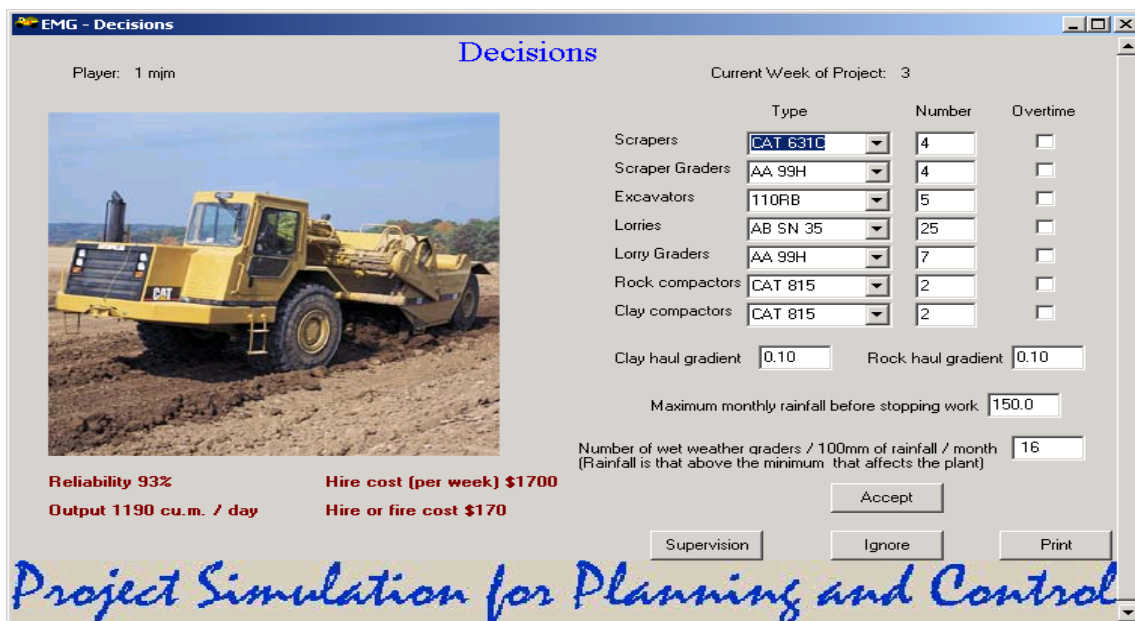 EMG - Decisions
Decisions
Player: 1 mjm
Current Week of Project: 3
Type Number Overtime
Scrapers CAT 631C 4
Scraper Graders AA 99H 4
Excavators 110RB 5
Lorries AB SN 35 25
Lorry Graders AA 99H 7
Rock compactors CAT 815 2
Clay compactors CAT 815 2
Clay haul gradient 0.10 Rock haul gradient 0.10
Maximum monthly rainfall before stopping work 150.0
Number of wet weather graders / 100mm of rainfall / month 16
(Rainfall is that above the minimum that affects the plant)
CAT
Reliability 93% Hire cost (per week) $1700
Output 1190 cu.m. / day Hire or fire cost $170
Accept
Supervision Ignore Print
Project Simulation for Planning and Control